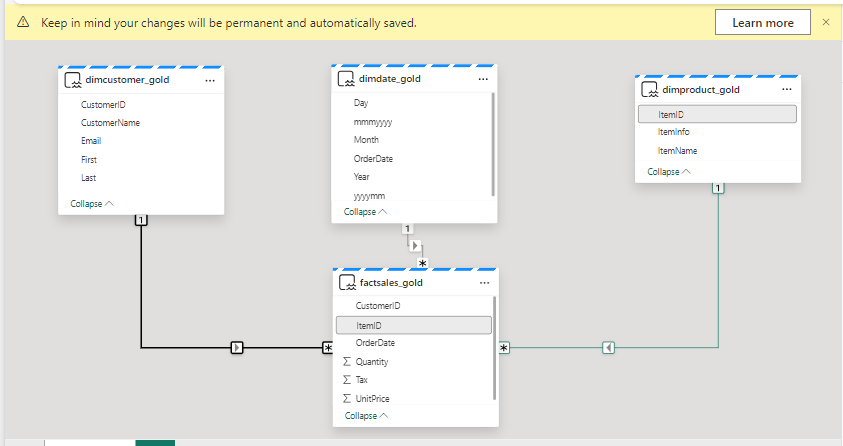 Keep in mind your changes will be permanent and automatically saved.
Learn more
dimcustomer_gold
CustomerID
CustomerName
Email
First
Last
Collapse
1
dimdate_gold
Day
mmmyyyy
Month
OrderDate
Year
yyyymm
Collapse
1
*
dimproduct_gold
ItemID
ItemInfo
ItemName
Collapse
1
factsales_gold
CustomerID
ItemID
OrderDate
* *
Σ Quantity
Σ Tax
Σ UnitPrice
Collapse